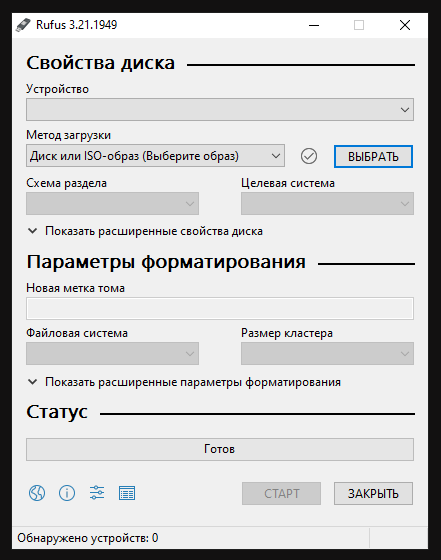 Rufus 3.21.1949
Свойства диска
Устройство
Метод загрузки
Диск или ISO-образ (Выберите образ)
ВЫБРАТЬ
Схема раздела
Целевая система
Показать расширенные свойства диска
Параметры форматирования
Новая метка тома
Файловая система
Размер кластера
Показать расширенные параметры форматирования
Статус
Готов
СТАРТ
ЗАКРЫТЬ
Обнаружено устройств: 0